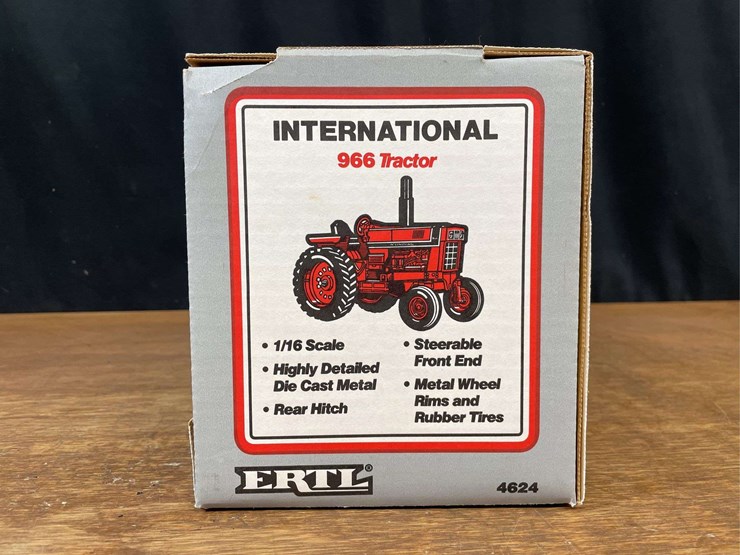 INTERNATIONAL
966 Tractor
• 1/16 Scale
• Highly Detailed
Die Cast Metal
• Rear Hitch
• Steerable
Front End
• Metal Wheel
Rims and
Rubber Tires
ERTL®
4624